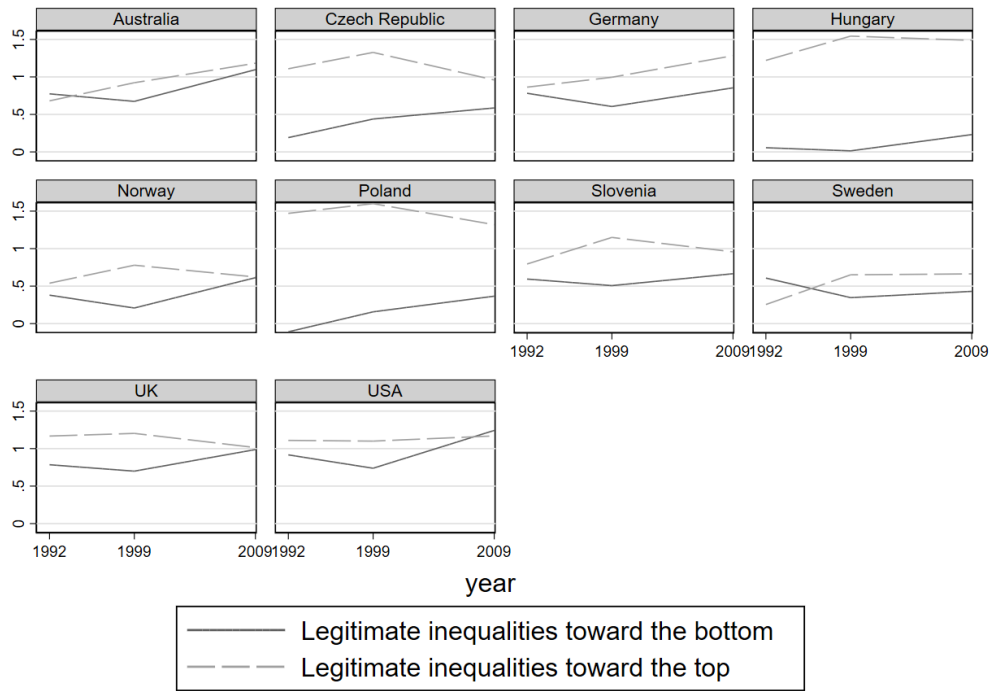 Australia Czech Republic Germany Hungary
1.5
1
.5
0
Norway Poland Slovenia Sweden
1.5
1
.5
0
1992 1999 2009 1992 1999 2009
UK USA
1.5
1
.5
0
1992 1999 2009 1992 1999 2009
year
Legitimate inequalities toward the bottom
Legitimate inequalities toward the top